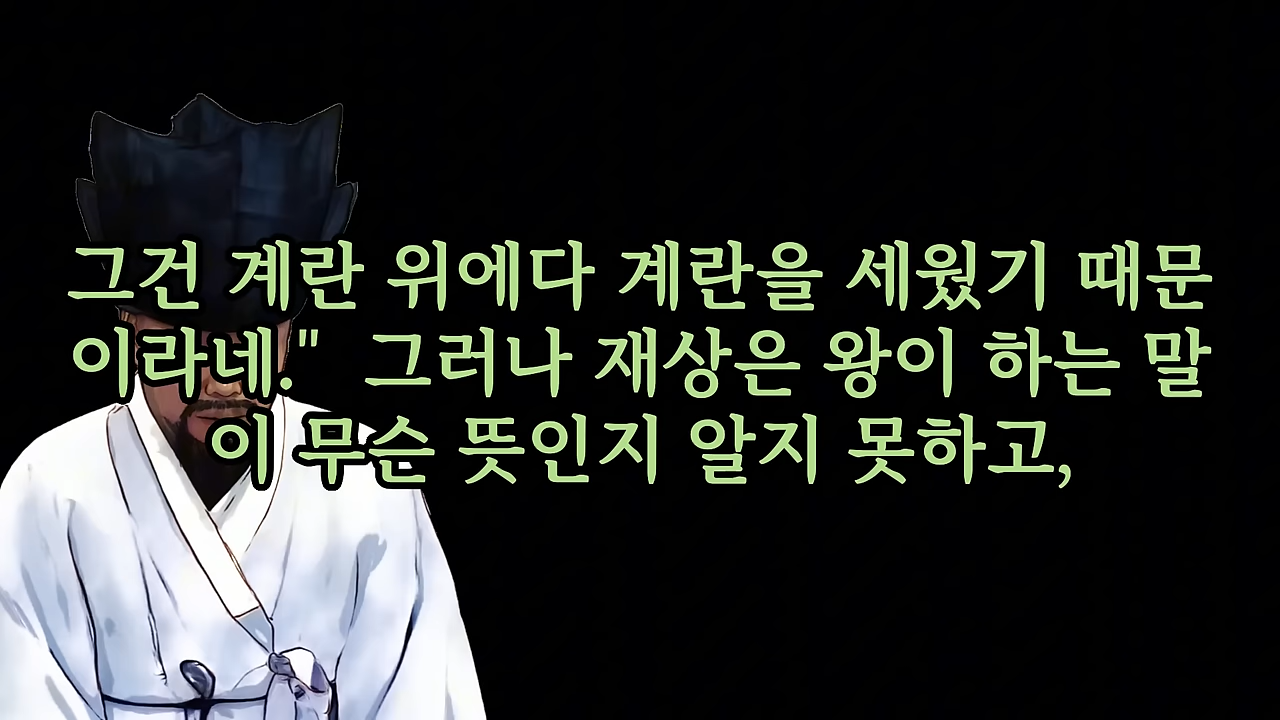 그건 계란 위에다 계란을 세웠기 때문
이라네." 그러나 재상은 왕이 하는 말
이 무슨 뜻인지 알지 못하고,